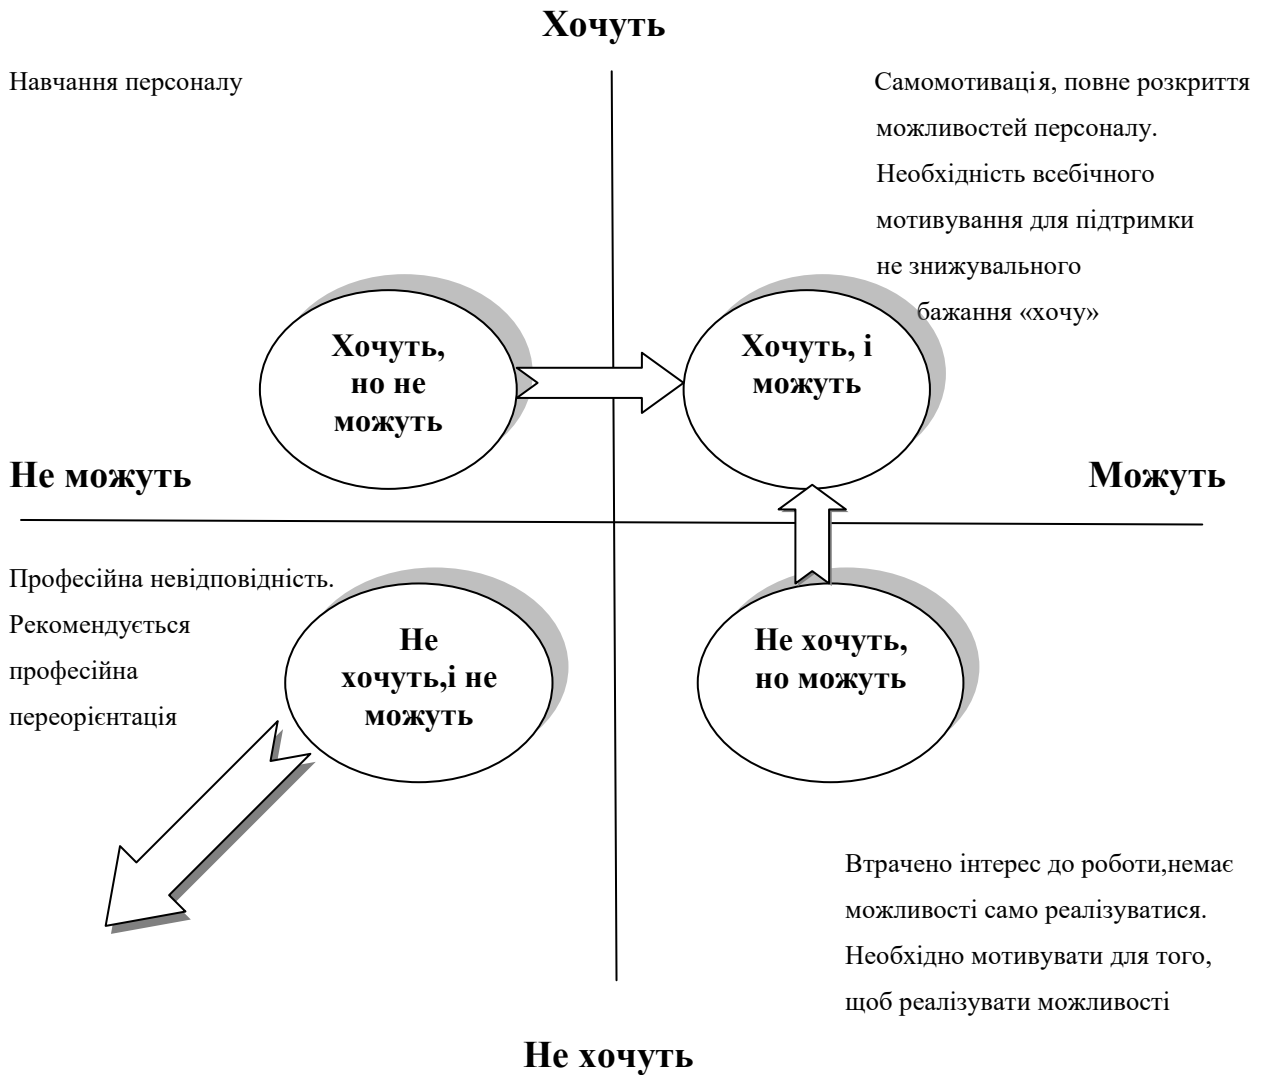 Хочуть
Навчання персоналу
Самомотивація, повне розкриття
можливостей персоналу.
Необхідність всебічного
мотивування для підтримки
не знижувального
бажання «хочу»
Хочуть,
но не
можуть
Хочуть, і
можуть
Не можуть
Можуть
Професійна невідповідність.
Рекомендується
професійна
переорієнтація
Не
хочуть,і не
можуть
Не хочуть,
но можуть
Втрачено інтерес до роботи,немає
можливості само реалізуватися.
Необхідно мотивувати для того,
щоб реалізувати можливості
Не хочуть